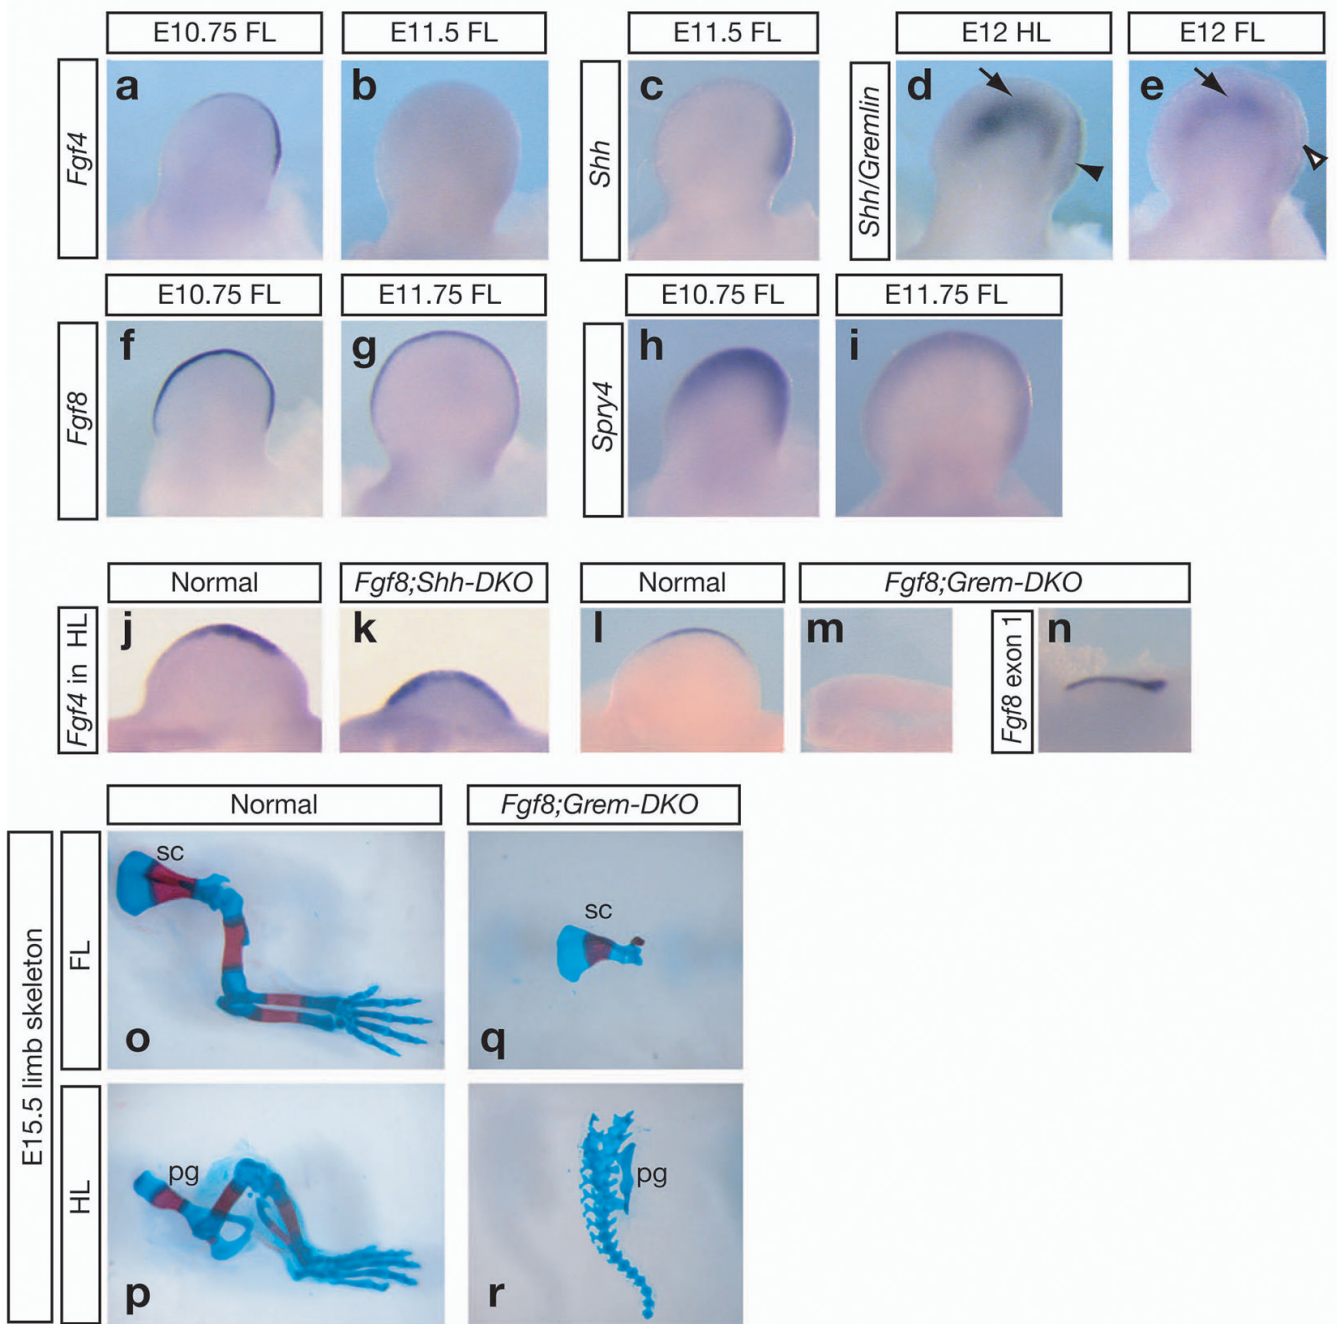 E10.75 FL
E11.5 FL
E11.5 FL
E12 HL
E12 FL
Fgf4
a
b
Shh
c
Shh/Gremlin
d
e
E10.75 FL
E11.75 FL
E10.75 FL
E11.75 FL
Fgf8
f
g
Spry4
h
i
Normal
Fgf8;Shh-DKO
Normal
Fgf8;Grem-DKO
Fgf4 in HL
j
k
l
m
Fgf8 exon 1
n
Normal
Fgf8;Grem-DKO
E15.5 limb skeleton
FL
sc
o
sc
q
HL
pg
p
pg
r